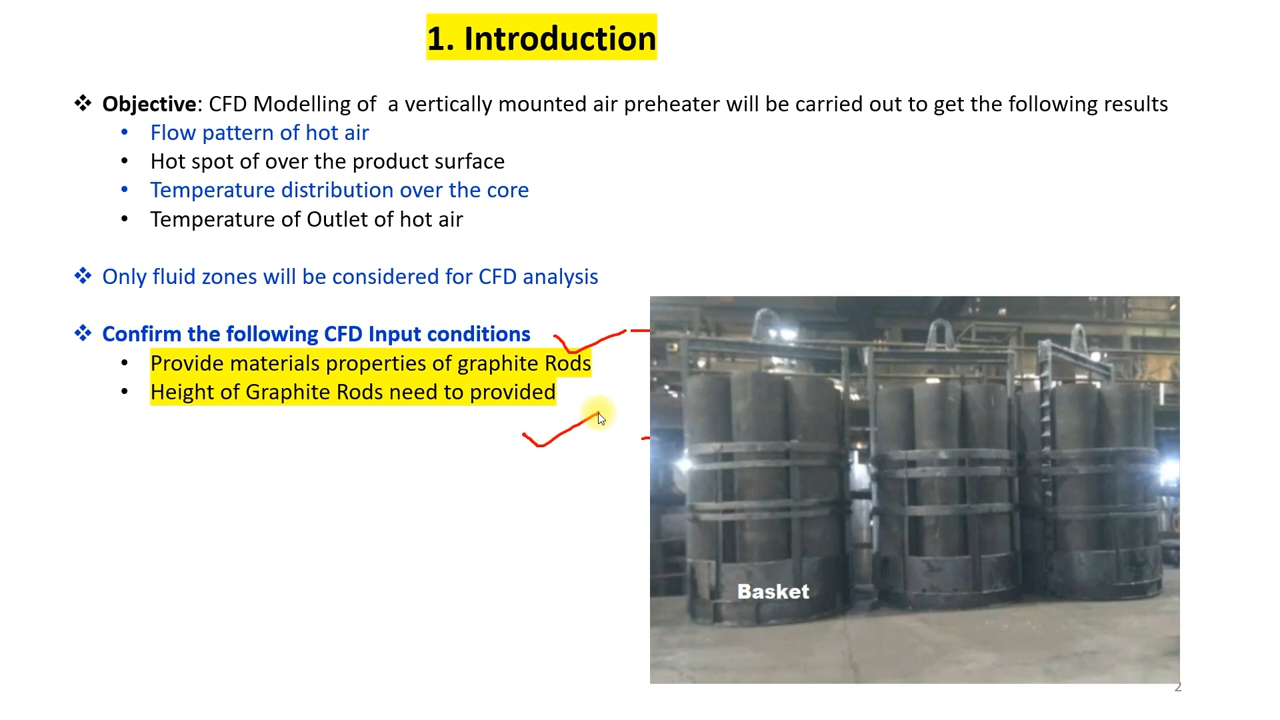 1. Introduction
❖ Objective: CFD Modelling of a vertically mounted air preheater will be carried out to get the following results
• Flow pattern of hot air
• Hot spot of over the product surface
• Temperature distribution over the core
• Temperature of Outlet of hot air
❖ Only fluid zones will be considered for CFD analysis
❖ Confirm the following CFD Input conditions
• Provide materials properties of graphite Rods
• Height of Graphite Rods need to provided
Basket
2